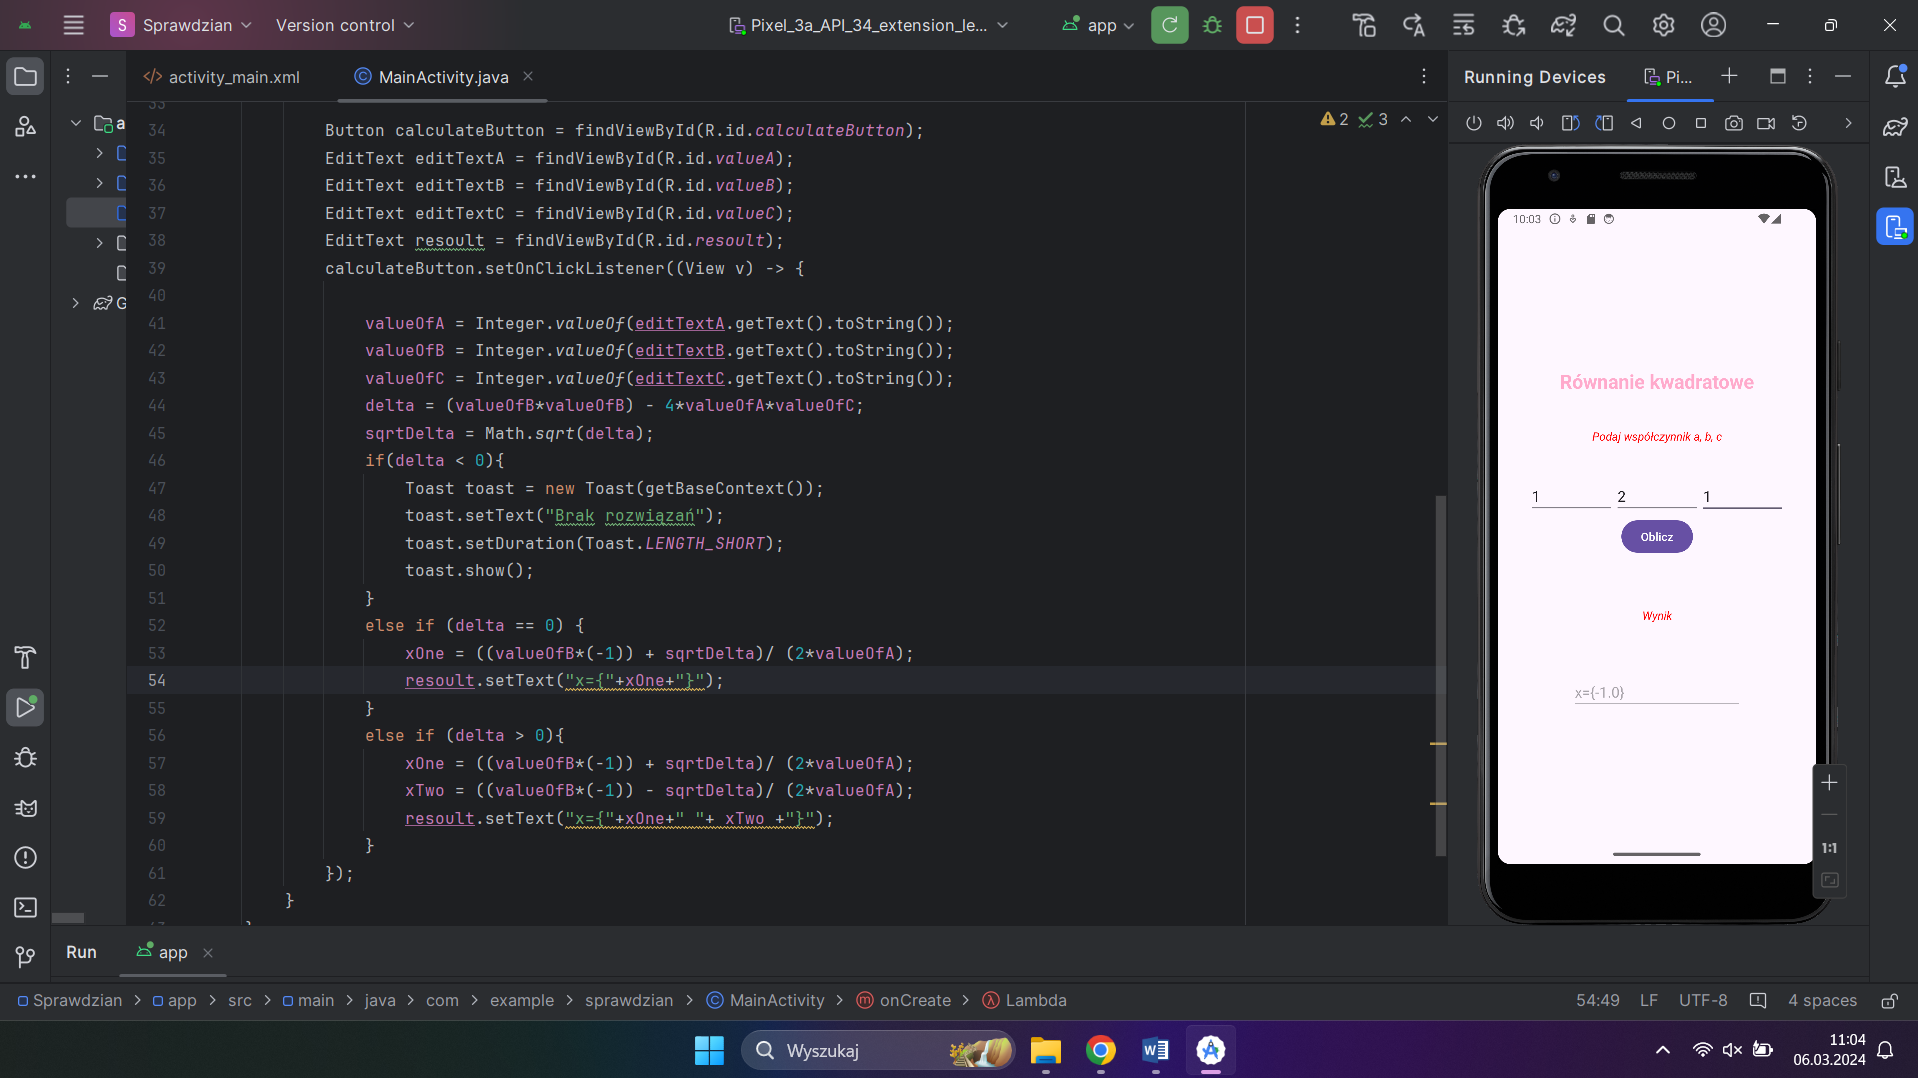 S Sprawdzian Version control Pixel_3a_API_34_extension_le... app
activity_main.xml MainActivity.java
Running Devices Pi...
a
G
33
34 Button calculateButton = findViewById(R.id.calculateButton);
35 EditText editTextA = findViewById(R.id.valueA);
36 EditText editTextB = findViewById(R.id.valueB);
37 EditText editTextC = findViewById(R.id.valueC);
38 EditText resoult = findViewById(R.id.resoult);
39 calculateButton.setOnClickListener((View v) -> {
40
41 valueOfA = Integer.valueOf(editTextA.getText().toString());
42 valueOfB = Integer.valueOf(editTextB.getText().toString());
43 valueOfC = Integer.valueOf(editTextC.getText().toString());
44 delta = (valueOfB*valueOfB) - 4*valueOfA*valueOfC;
45 sqrtDelta = Math.sqrt(delta);
46 if(delta < 0){
47 Toast toast = new Toast(getBaseContext());
48 toast.setText("Brak rozwiązań");
49 toast.setDuration(Toast.LENGTH_SHORT);
50 toast.show();
51 }
52 else if (delta == 0) {
53 xOne = ((valueOfB*(-1)) + sqrtDelta)/ (2*valueOfA);
54 resoult.setText("x={"+xOne+"}");
55 }
56 else if (delta > 0){
57 xOne = ((valueOfB*(-1)) + sqrtDelta)/ (2*valueOfA);
58 xTwo = ((valueOfB*(-1)) - sqrtDelta)/ (2*valueOfA);
59 resoult.setText("x={"+xOne+" "+ xTwo +"}");
60 }
61 });
62 }
2 3
10:03
Równanie kwadratowe
Podaj współczynnik a, b, c
1 2 1
Oblicz
Wynik
x={-1.0}
1:1
Run app
Sprawdzian > app > src > main > java > com > example > sprawdzian > MainActivity > onCreate > Lambda
54:49 LF UTF-8 4 spaces
Wyszukaj
11:04
06.03.2024